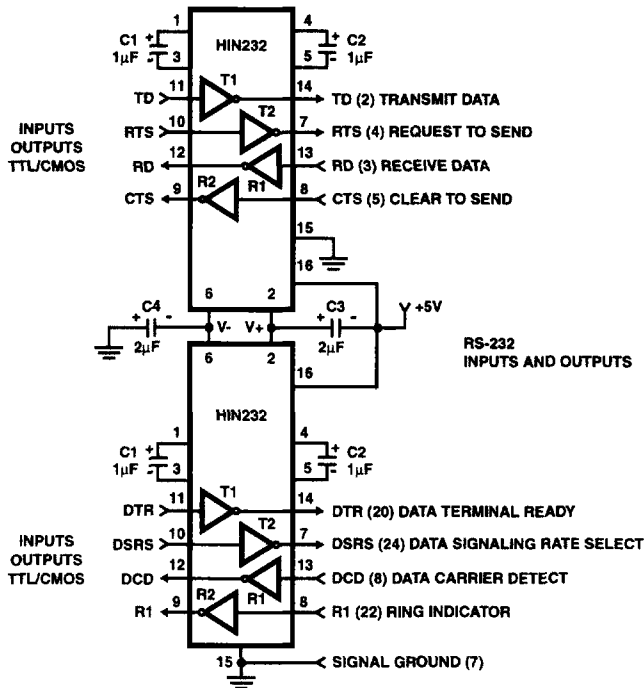 1 4
HIN232
C1 + + C2
1µF - - 1µF
3 5
T1
11 14
TD TD (2) TRANSMIT DATA
T2
10 7
RTS RTS (4) REQUEST TO SEND
INPUTS
OUTPUTS
TTL/CMOS
12 13
RD RD (3) RECEIVE DATA
R2 R1
9 8
CTS CTS (5) CLEAR TO SEND
15
16
6 2
+5V
C4 C3
+ - V- V+ + -
2µF 2µF
RS-232
INPUTS AND OUTPUTS
6 2
16
HIN232
1 4
C1 + + C2
1µF - - 1µF
3 5
T1
11 14
DTR DTR (20) DATA TERMINAL READY
T2
10 7
DSRS DSRS (24) DATA SIGNALING RATE SELECT
INPUTS
OUTPUTS
TTL/CMOS
12 13
DCD DCD (8) DATA CARRIER DETECT
R2 R1
9 8
R1 R1 (22) RING INDICATOR
15 SIGNAL GROUND (7)